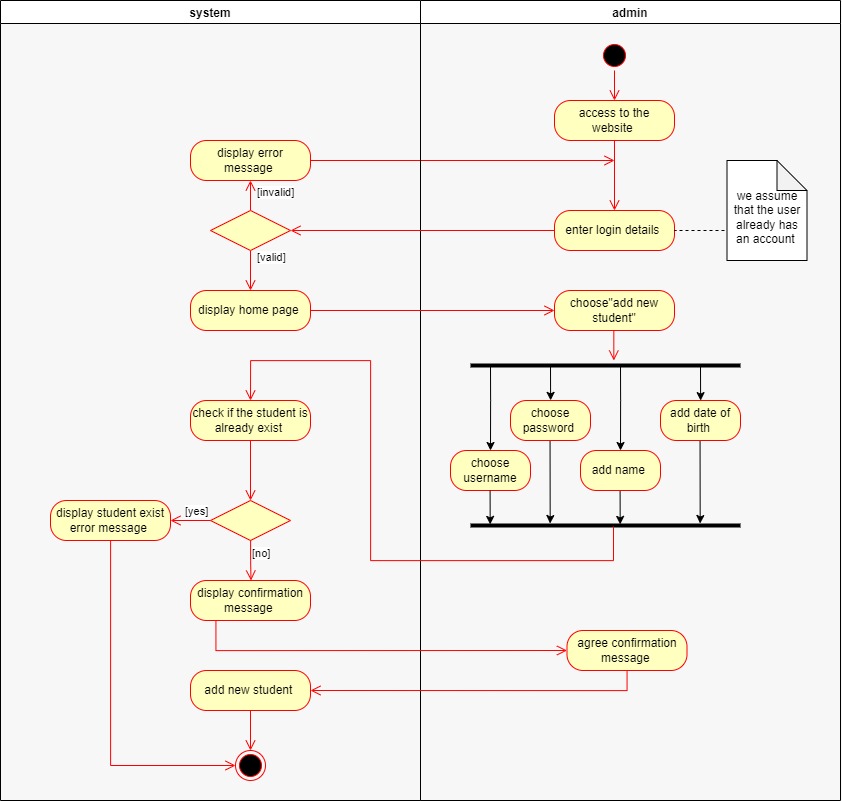 system
admin
access to the
website
display error
message
[invalid]
we assume
that the user
already has
an account
enter login details
[valid]
display home page
choose"add new
student"
check if the student is
already exist
choose
password
add date of
birth
choose
username
add name
display student exist
error message
[yes]
[no]
display confirmation
message
agree confirmation
message
add new student